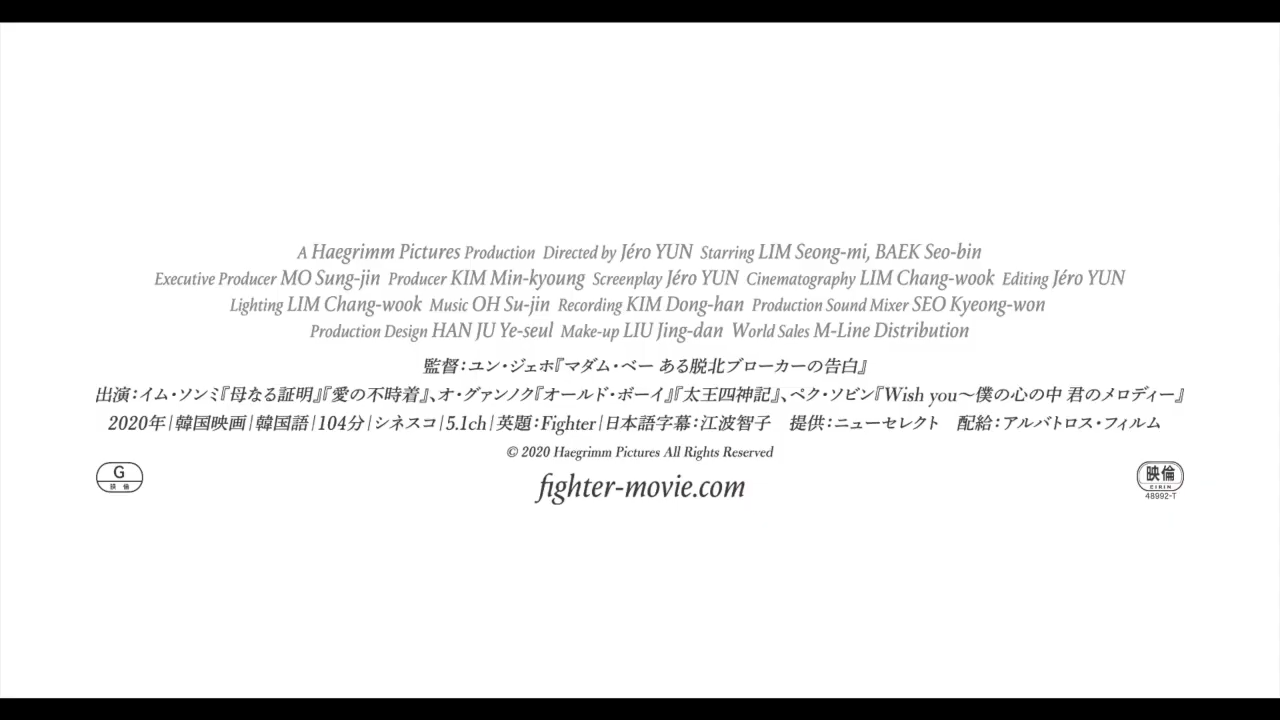 A Haegrimm Pictures Production Directed by Jéro YUN Starring LIM Seong-mi, BAEK Seo-bin
Executive Producer MO Sung-jin Producer KIM Min-kyoung Screenplay Jéro YUN Cinematography LIM Chang-wook Editing Jéro YUN
Lighting LIM Chang-wook Music OH Su-jin Recording KIM Dong-han Production Sound Mixer SEO Kyeong-won
Production Design HAN JU Ye-seul Make-up LIU Jing-dan World Sales M-Line Distribution
監督：ユン・ジェホ『マダム・ベー ある脱北ブローカーの告白』
出演：イム・ソンミ『母なる証明』『愛の不時着』、オ・グァンノク『オールド・ボーイ』『太王四神記』、ペク・ソビン『Wish you〜僕の心の中 君のメロディー』
2020年|韓国映画|韓国語|104分|シネスコ|5.1ch|英題：Fighter|日本語字幕：江波智子　提供：ニューセレクト　配給：アルバトロス・フィルム
© 2020 Haegrimm Pictures All Rights Reserved
fighter-movie.com
G
映倫
映倫
EIRIN
48992-T